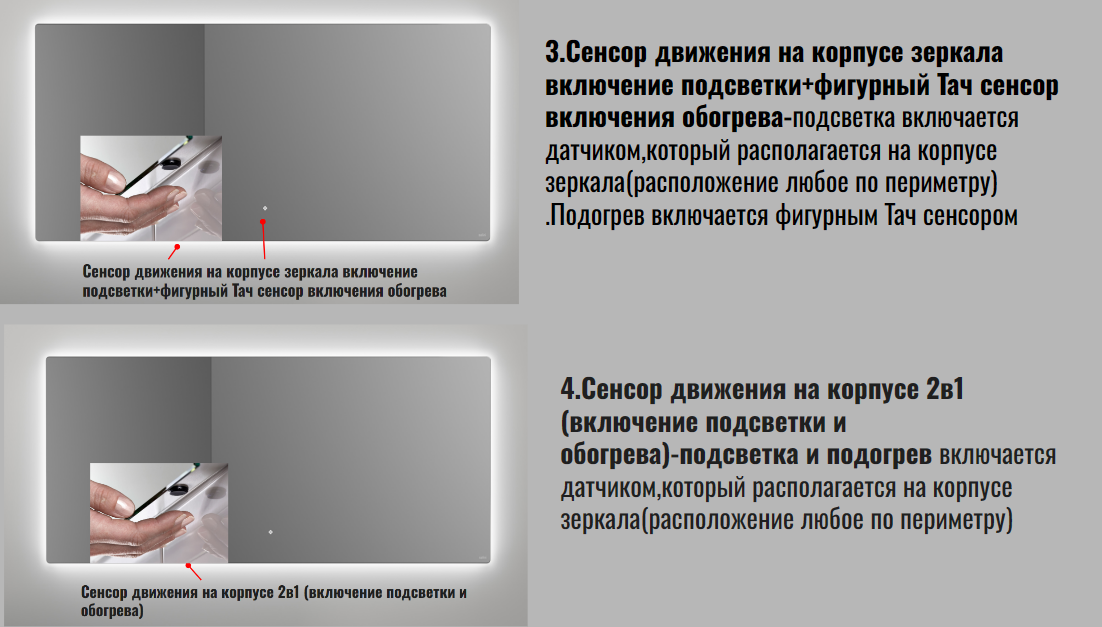 3.Сенсор движения на корпусе зеркала
включение подсветки+фигурный Тач сенсор
включения обогрева-подсветка включается
датчиком,который располагается на корпусе
зеркала(расположение любое по периметру)
.Подогрев включается фигурным Тач сенсором
Сенсор движения на корпусе зеркала включение
подсветки+фигурный Тач сенсор включения обогрева
4.Сенсор движения на корпусе 2в1
(включение подсветки и
обогрева)-подсветка и подогрев включается
датчиком,который располагается на корпусе
зеркала(расположение любое по периметру)
Сенсор движения на корпусе 2в1 (включение подсветки и
обогрева)